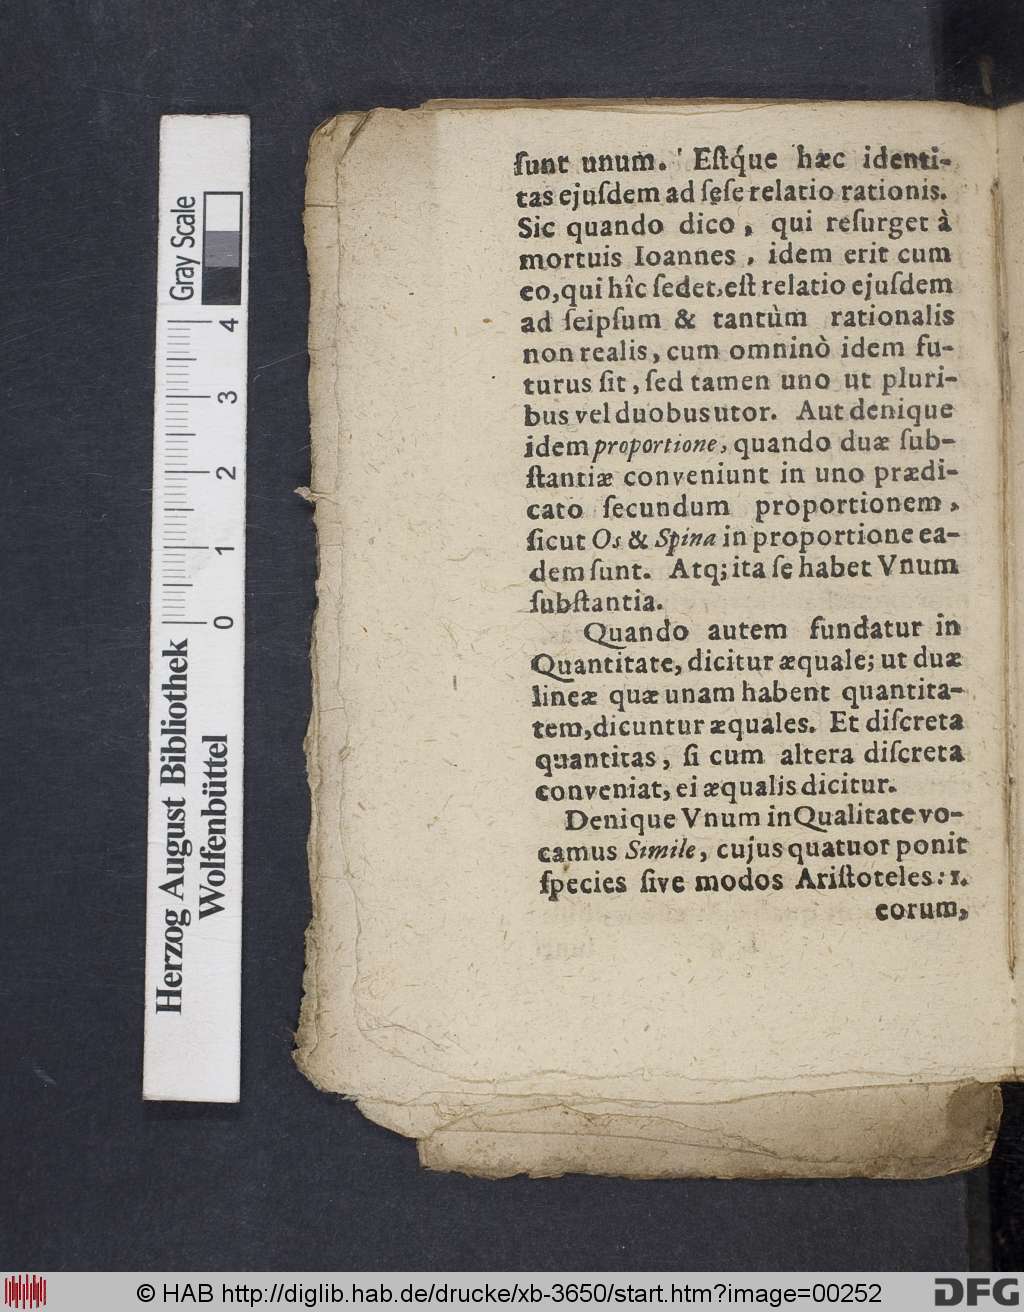 ſunt unum. Eſtq́ue hæc identi-
tas ejuſdem ad ſeſe relatio rationis.
Sic quando dico, qui reſurget à
mortuis Ioannes, idem erit cum
eo, qui hîc ſedet, eſt relatio ejuſdem
ad ſeipſum & tantùm rationalis
non realis, cum omninò idem fu-
turus ſit, ſed tamen uno ut pluri-
bus vel duobus utor. Aut denique
idem proportione, quando duæ ſub-
ſtantiæ conveniunt in uno prædi-
cato ſecundum proportionem,
ſicut Os & Spina in proportione ea-
dem ſunt. Atq; ita ſe habet Vnum
ſubſtantia.
Quando autem fundatur in
Quantitate, dicitur æquale; ut duæ
lineæ quæ unam habent quantita-
tem, dicuntur æquales. Et diſcreta
quantitas, ſi cum altera diſcreta
conveniat, ei æqualis dicitur.
Denique Vnum in Qualitate vo-
camus Simile, cujus quatuor ponit
ſpecies ſive modos Ariſtoteles: 1.
eorum,
Herzog August Bibliothek
Wolfenbüttel
0 1 2 3 4
Gray Scale
© HAB http://diglib.hab.de/drucke/xb-3650/start.htm?image=00252
DFG